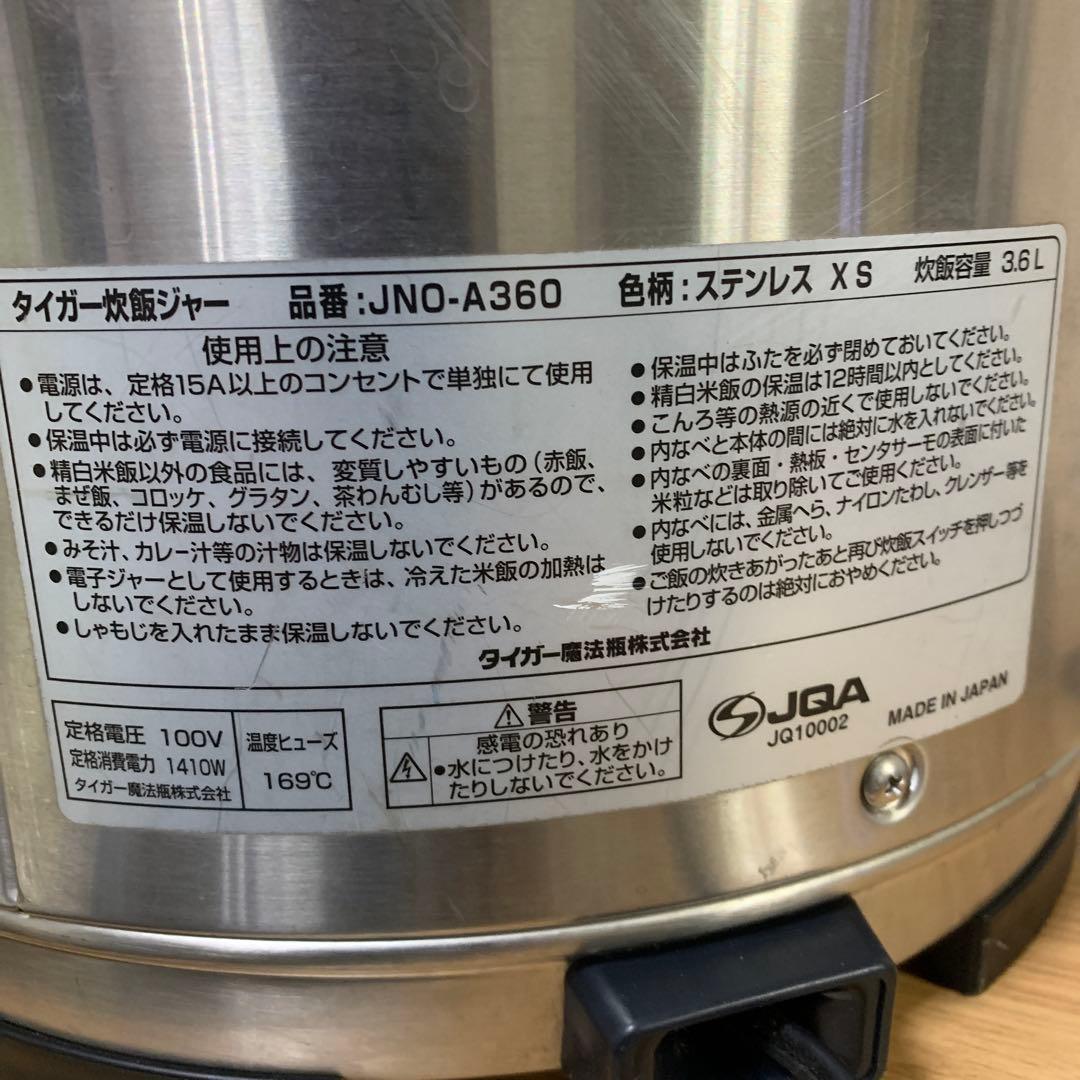 タイガー炊飯ジャー 品番:JNO-A360 色柄:ステンレス XS 炊飯容量 3.6L
使用上の注意
●電源は、定格15A以上のコンセントで単独にて使用
してください。
●保温中は必ず電源に接続してください。
●精白米飯以外の食品には、変質しやすいもの(赤飯、
まぜ飯、コロッケ、グラタン、茶わんむし等)があるので、
できるだけ保温しないでください。
●みそ汁、カレー汁等の汁物は保温しないでください。
●電子ジャーとして使用するときは、冷えた米飯の加熱は
しないでください。
●しゃもじを入れたまま保温しないでください。
●保温中はふたを必ず閉めておいてください。
●精白米飯の保温は12時間以内としてください。
●こんろ等の熱源の近くで使用しないでください。
●内なべと本体の間には絶対に水を入れないでください。
●内なべの裏面・熱板・センタサーモの表面に付いた
米粒などは取り除いてご使用ください。
●内なべには、金属へら、ナイロンたわし、クレンザー等を
使用しないでください。
●ご飯の炊きあがったあと再び炊飯スイッチを押しつづ
けたりするのは絶対におやめください。
タイガー魔法瓶株式会社
定格電圧 100V
定格消費電力 1410W
タイガー魔法瓶株式会社
温度ヒューズ
169℃
⚠警告
感電の恐れあり
●水につけたり、水をかけ
たりしないでください。
JQA
JQ10002
MADE IN JAPAN